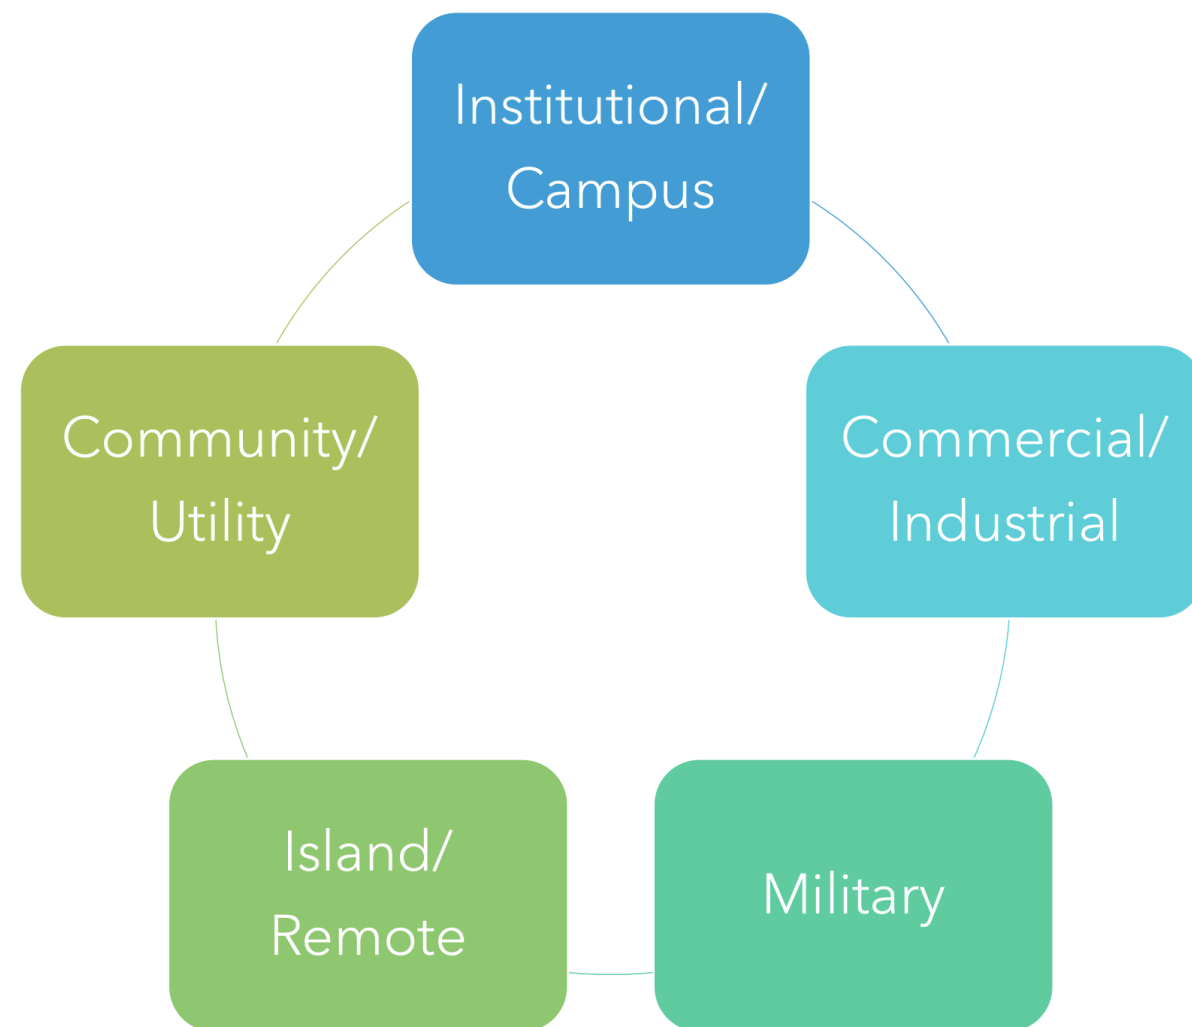 Institutional/
Campus
Commercial/
Industrial
Military
Island/
Remote
Community/
Utility